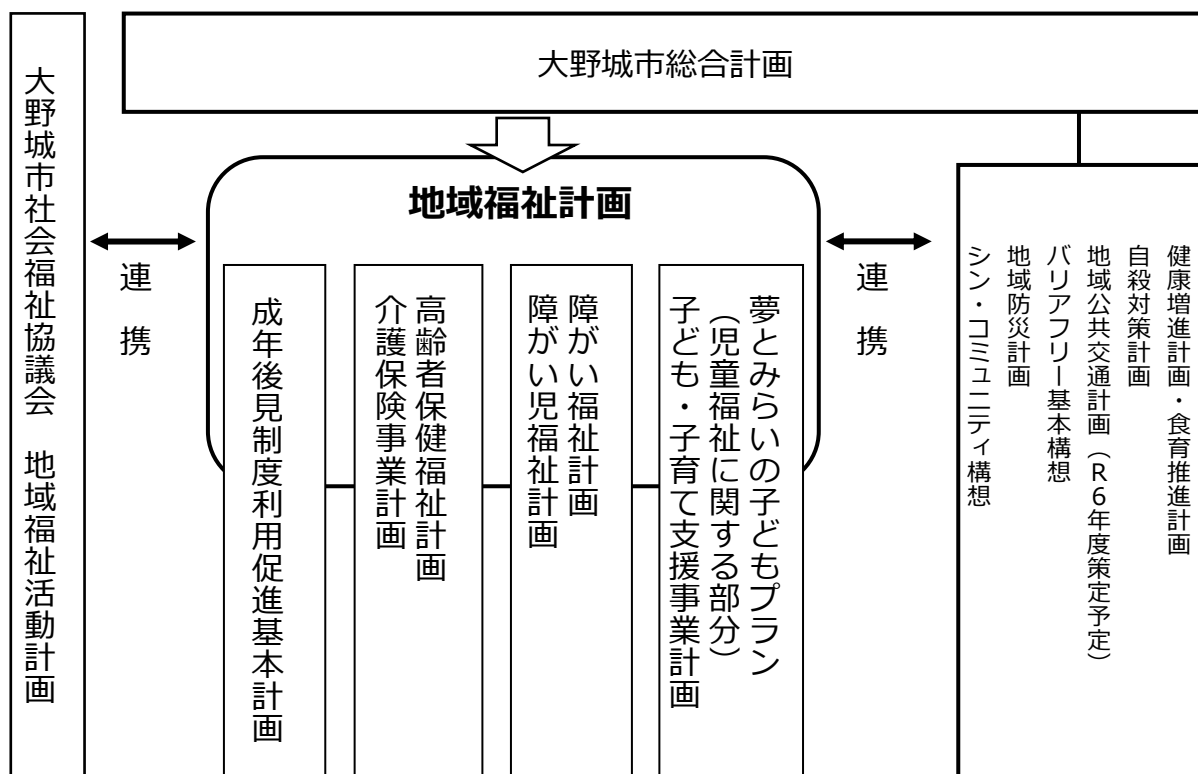 大野城市総合計画
大野城市社会福祉協議会　地域福祉活動計画
連携
地域福祉計画
成年後見制度利用促進基本計画
高齢者保健福祉計画
介護保険事業計画
障がい福祉計画
障がい児福祉計画
夢とみらいの子どもプラン
（児童福祉に関する部分）
子ども・子育て支援事業計画
連携
健康増進計画・食育推進計画
自殺対策計画
地域公共交通計画（R６年度策定予定）
バリアフリー基本構想
地域防災計画
シン・コミュニティ構想